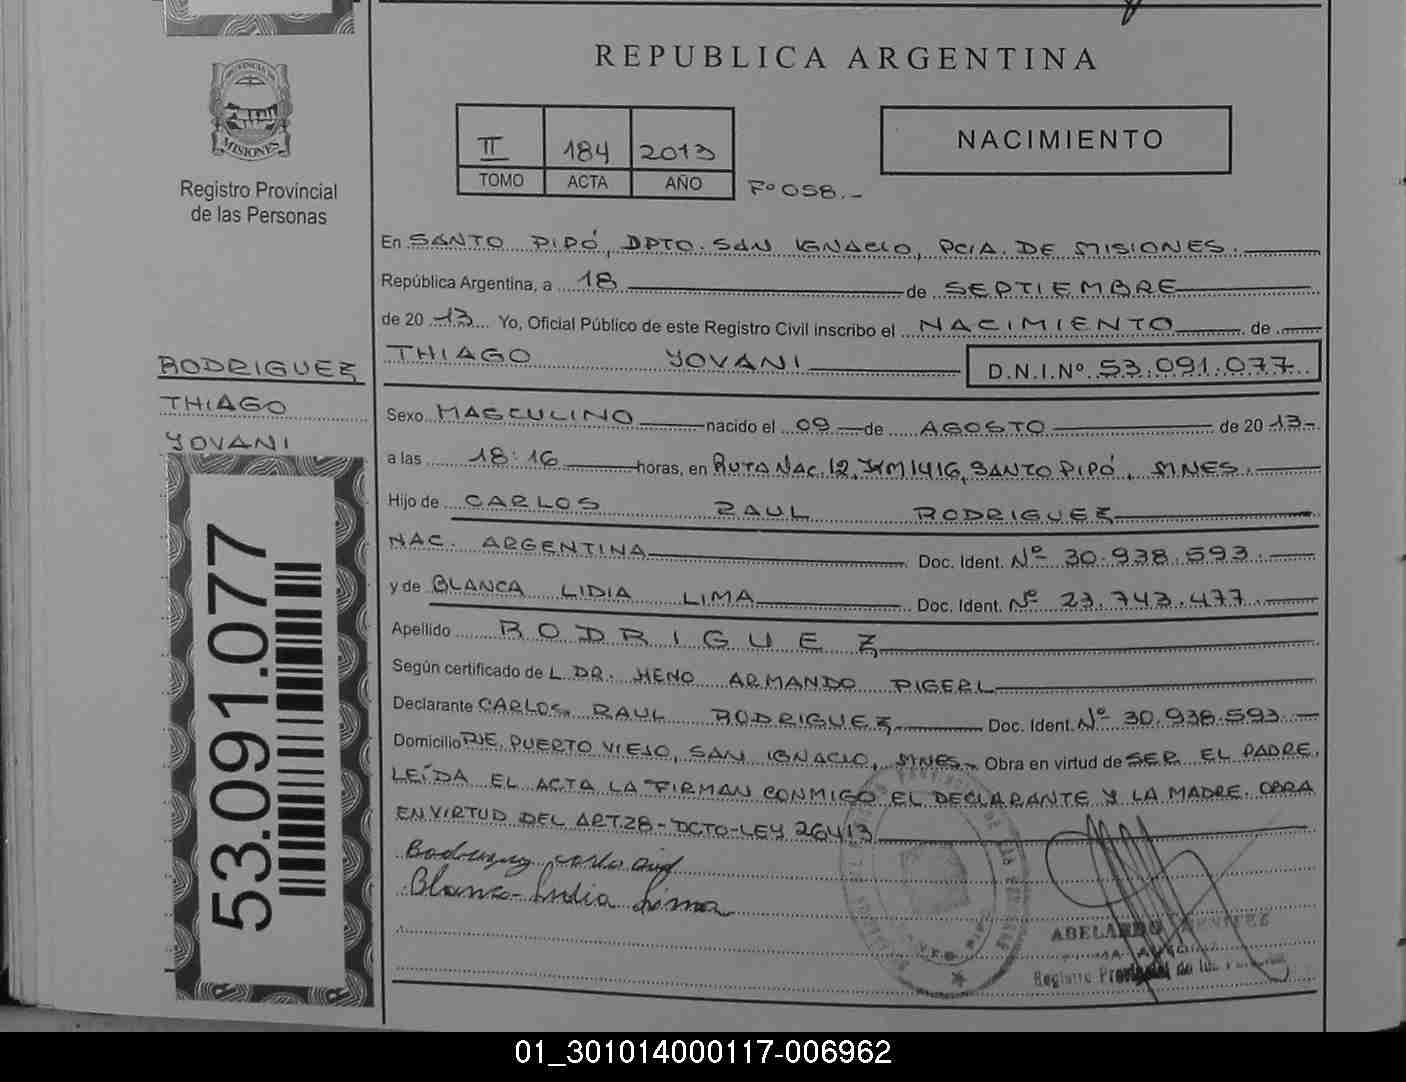 REPUBLICA ARGENTINA
PROVINCIA DE
MISIONES
Registro Provincial
de las Personas
II 184 2013
TOMO ACTA AÑO
Fº 058.-
NACIMIENTO
En SANTO PIPÓ, DPTO. SAN IGNACIO, PCIA. DE MISIONES.
República Argentina, a 18 de SEPTIEMBRE
de 20 13 Yo, Oficial Público de este Registro Civil inscribo el NACIMIENTO de
THIAGO YOVANI D.N.I.Nº 53.091.077
RODRIGUEZ
THIAGO
YOVANI
53.091.077
Sexo MASCULINO nacido el 09 de AGOSTO de 20 13-
a las 18:16 horas, en RUTA NAC. 12, KM 1416, SANTO PIPÓ, MNES.
Hijo de CARLOS RAUL RODRIGUEZ
NAC. ARGENTINA Doc. Ident. Nº 30.938.593.
y de BLANCA LIDIA LIMA Doc. Ident. Nº 23.743.477.
Apellido RODRIGUEZ
Según certificado de L. DR. HENO ARMANDO PIGERL
Declarante CARLOS RAUL RODRIGUEZ Doc. Ident. Nº 30.938.593
Domicilio PJE. PUERTO VIEJO, SAN IGNACIO, MNES.- Obra en virtud de SER EL PADRE.
LEÍDA EL ACTA LA FIRMAN CONMIGO EL DECLARANTE Y LA MADRE. OBRA
EN VIRTUD DEL ART.28-DCTO-LEY 26413
Blanca Lidia Lima
ABELARDO
Registro Provincial de las
01_301014000117-006962